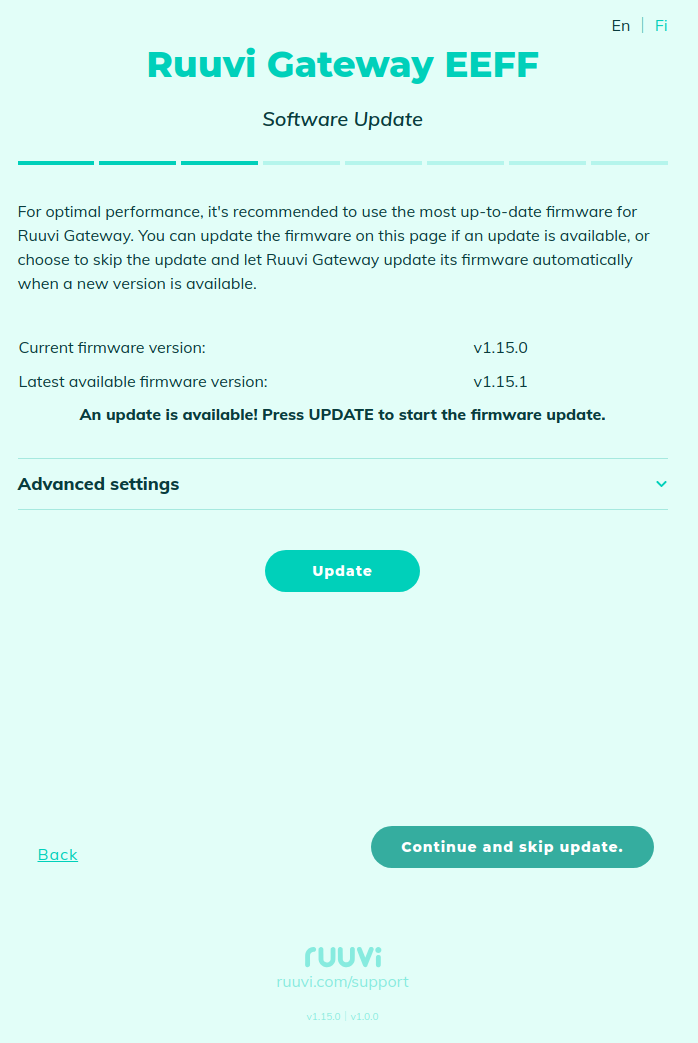 En | Fi
Ruuvi Gateway EEFF
Software Update
For optimal performance, it's recommended to use the most up-to-date firmware for
Ruuvi Gateway. You can update the firmware on this page if an update is available, or
choose to skip the update and let Ruuvi Gateway update its firmware automatically
when a new version is available.
Current firmware version: v1.15.0
Latest available firmware version: v1.15.1
An update is available! Press UPDATE to start the firmware update.
Advanced settings
Update
Back
Continue and skip update.
ruuvi
ruuvi.com/support
v1.15.0 | v1.0.0